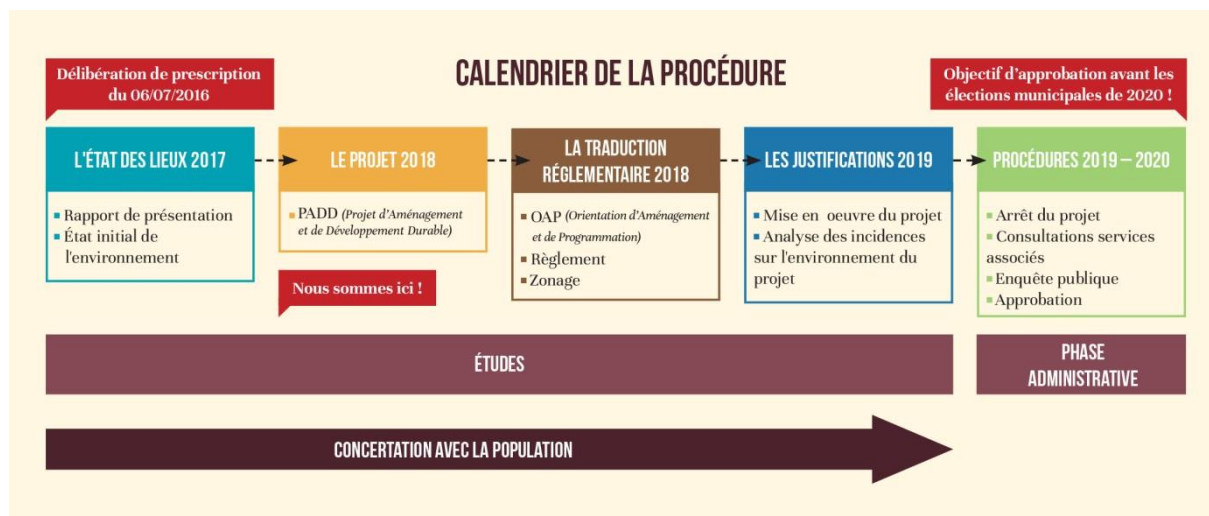 CALENDRIER DE LA PROCÉDURE
Délibération de prescription
du 06/07/2016
Objectif d'approbation avant les
élections municipales de 2020 !
L'ÉTAT DES LIEUX 2017
▪ Rapport de présentation
▪ État initial de
l'environnement
LE PROJET 2018
▪ PADD (Projet d'Aménagement
et de Développement Durable)
Nous sommes ici !
LA TRADUCTION
RÉGLEMENTAIRE 2018
▪ OAP (Orientation d'Aménagement
et de Programmation)
▪ Règlement
▪ Zonage
LES JUSTIFICATIONS 2019
▪ Mise en oeuvre du projet
▪ Analyse des incidences
sur l'environnement du
projet
PROCÉDURES 2019 – 2020
▪ Arrêt du projet
▪ Consultations services
associés
▪ Enquête publique
▪ Approbation
ÉTUDES
PHASE
ADMINISTRATIVE
CONCERTATION AVEC LA POPULATION